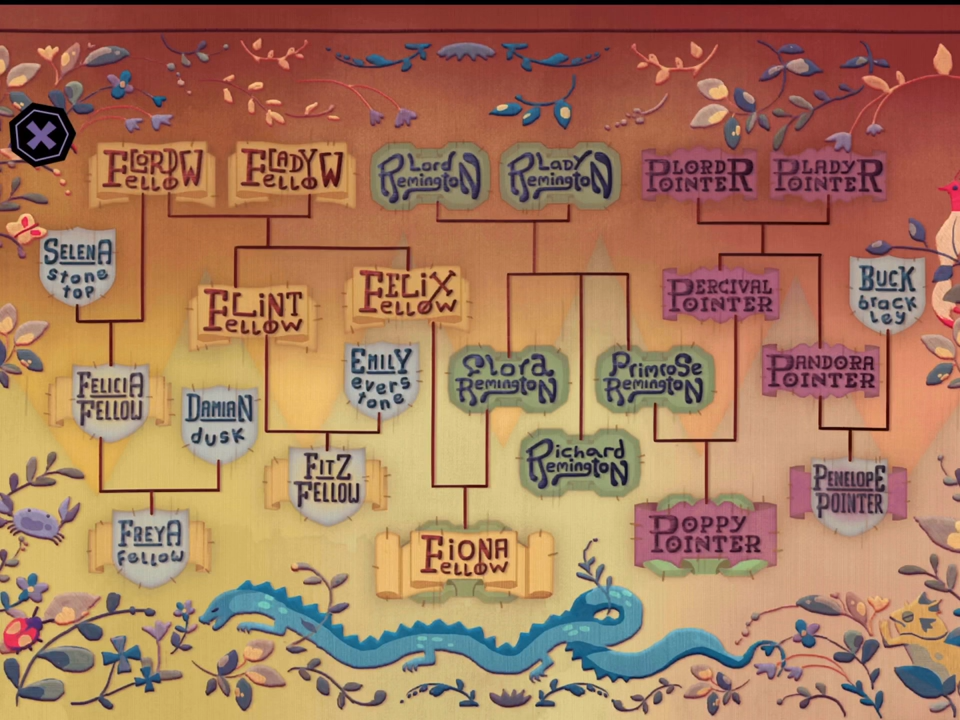 LORD
FELLOW
LADY
FELLOW
Lord
RemingtoN
LADY
RemingtoN
LORD
POINTER
LADY
POINTER
SELENA
stone
top
FLiNT
FELLOW
FELIX
FELLOW
PERCIVAL
POINTER
BUCK
brack
ley
FELICIA
FELLOW
DAMIAN
dusk
EMILY
evers
tone
Flora
RemingtoN
PrimroSe
RemingtoN
PANDORA
POINTER
FiTZ
FELLOW
Richard
RemingtoN
PENELOPE
POINTER
FREYA
Fellow
FiONA
FELLOW
POPPY
POINTER